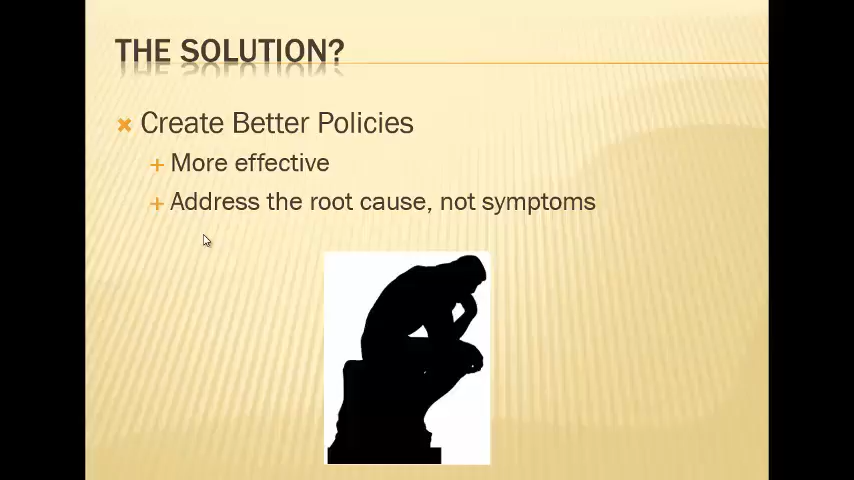 THE SOLUTION?
Create Better Policies
More effective
Address the root cause, not symptoms